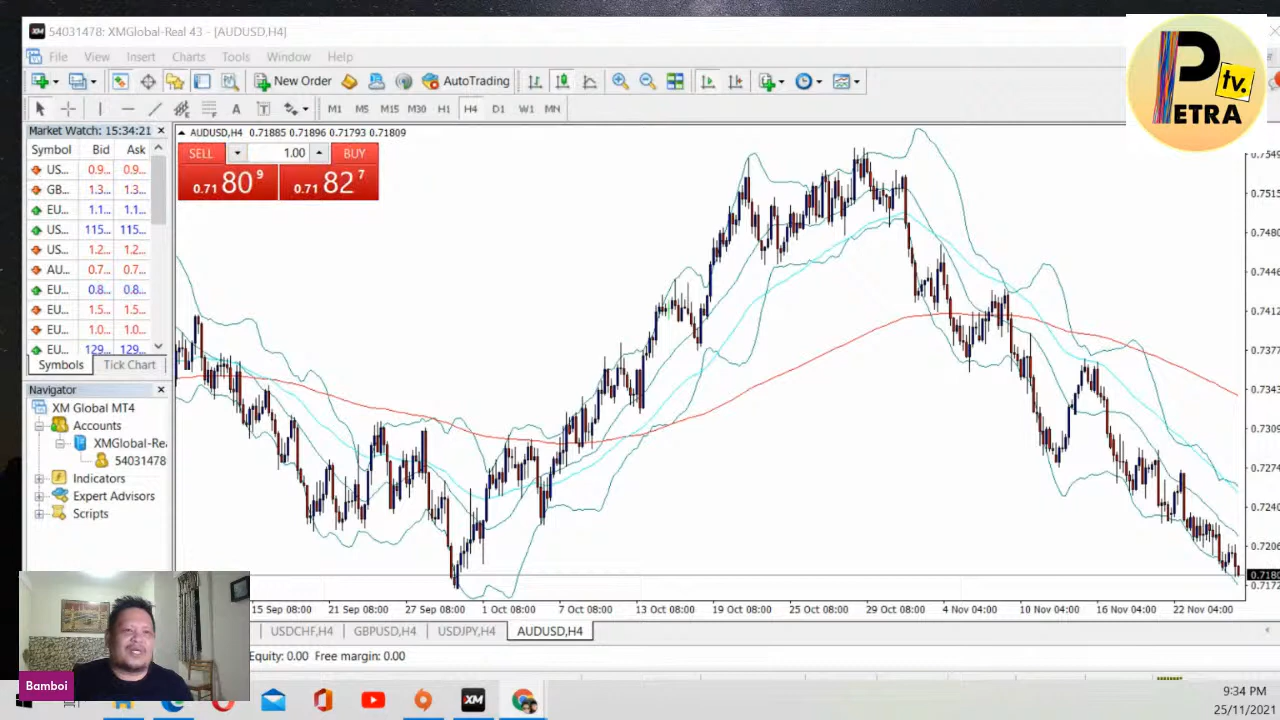 54031478: XMGlobal-Real 43 - [AUDUSD,H4]
File View Insert Charts Tools Window Help
New Order AutoTrading
A T M1 M5 M15 M30 H1 H4 D1 W1 MN
P tv.
ETRA
Market Watch: 15:34:21
Symbol Bid Ask
US... 0.9... 0.9...
GB... 1.3... 1.3...
EU... 1.1... 1.1...
US... 115... 115...
US... 1.2... 1.2...
AU... 0.7... 0.7...
EU... 0.8... 0.8...
EU... 1.5... 1.5...
EU... 1.0... 1.0...
EU... 129... 129...
Symbols Tick Chart
Navigator
XM Global MT4
Accounts
XMGlobal-Rea
54031478
Indicators
Expert Advisors
Scripts
AUDUSD,H4 0.71885 0.71896 0.71793 0.71809
SELL 1.00 BUY
0.71 80 9 0.71 82 7
0.7515
0.7480
0.7446
0.7412
0.7377
0.7343
0.7309
0.7274
0.7240
0.7206
0.7180
0.7172
15 Sep 08:00 21 Sep 08:00 27 Sep 08:00 1 Oct 08:00 7 Oct 08:00 13 Oct 08:00 19 Oct 08:00 25 Oct 08:00 29 Oct 08:00 4 Nov 04:00 10 Nov 04:00 16 Nov 04:00 22 Nov 04:00
USDCHF,H4 GBPUSD,H4 USDJPY,H4 AUDUSD,H4
Equity: 0.00 Free margin: 0.00
Bamboi
XM
9:34 PM
25/11/2021